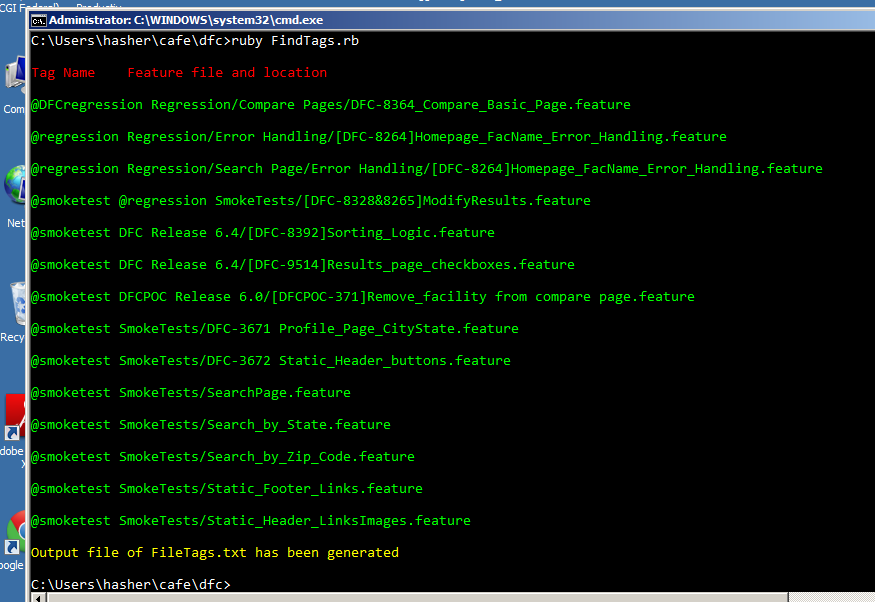 Administrator: C:\WINDOWS\system32\cmd.exe
C:\Users\hasher\cafe\dfc>ruby FindTags.rb
Tag Name    Feature file and location
@DFCregression Regression/Compare Pages/DFC-8364_Compare_Basic_Page.feature
@regression Regression/Error Handling/[DFC-8264]Homepage_FacName_Error_Handling.feature
@regression Regression/Search Page/Error Handling/[DFC-8264]Homepage_FacName_Error_Handling.feature
@smoketest @regression SmokeTests/[DFC-8328&8265]ModifyResults.feature
@smoketest DFC Release 6.4/[DFC-8392]Sorting_Logic.feature
@smoketest DFC Release 6.4/[DFC-9514]Results_page_checkboxes.feature
@smoketest DFCPOC Release 6.0/[DFCPOC-371]Remove_facility from compare page.feature
@smoketest SmokeTests/DFC-3671 Profile_Page_CityState.feature
@smoketest SmokeTests/DFC-3672 Static_Header_buttons.feature
@smoketest SmokeTests/SearchPage.feature
@smoketest SmokeTests/Search_by_State.feature
@smoketest SmokeTests/Search_by_Zip_Code.feature
@smoketest SmokeTests/Static_Footer_Links.feature
@smoketest SmokeTests/Static_Header_LinksImages.feature
Output file of FileTags.txt has been generated
C:\Users\hasher\cafe\dfc>
Com
Net
Recy
dobe
X
oogle